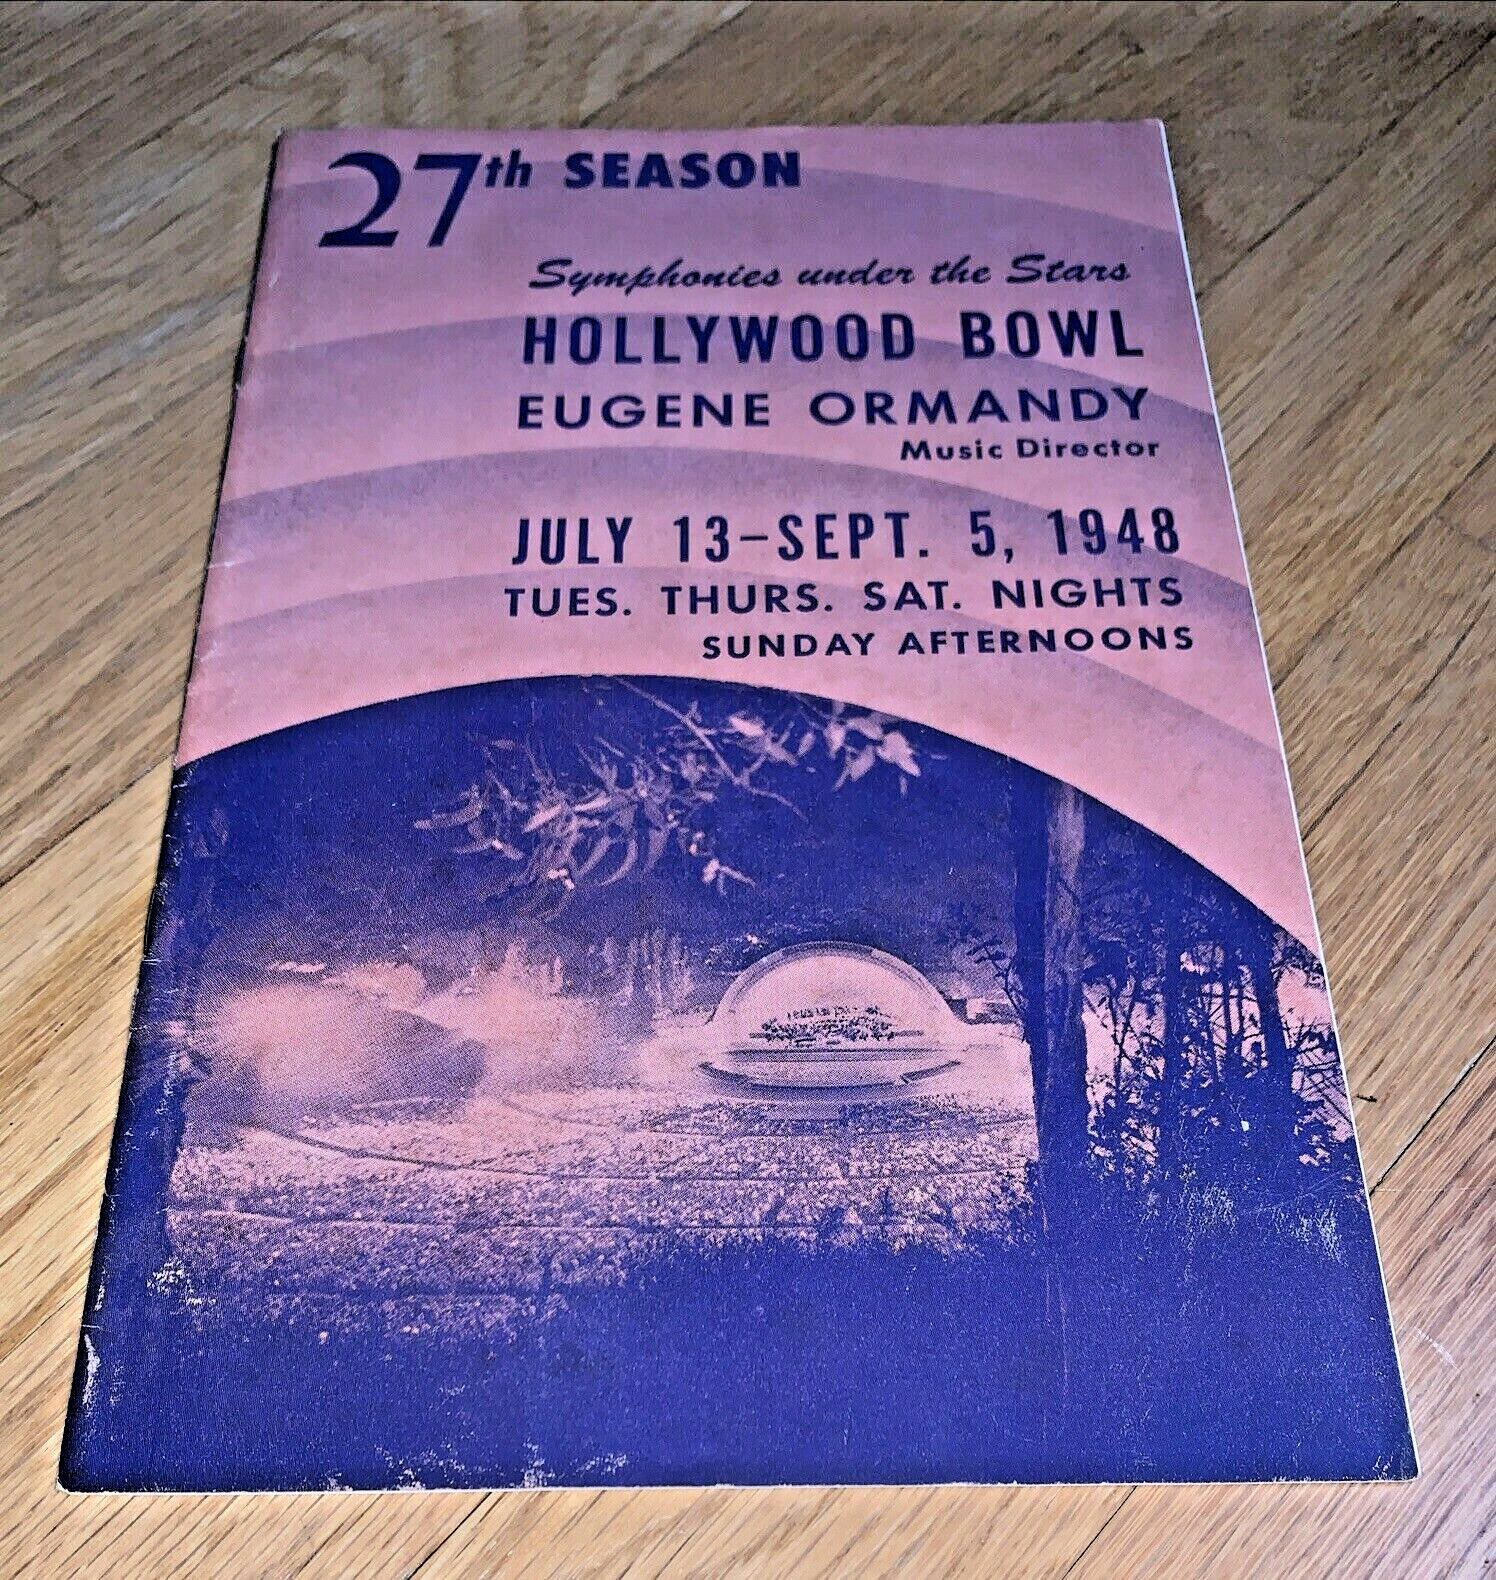 27th SEASON
Symphonies under the Stars
HOLLYWOOD BOWL
EUGENE ORMANDY
Music Director
JULY 13-SEPT. 5, 1948
TUES. THURS. SAT. NIGHTS
SUNDAY AFTERNOONS